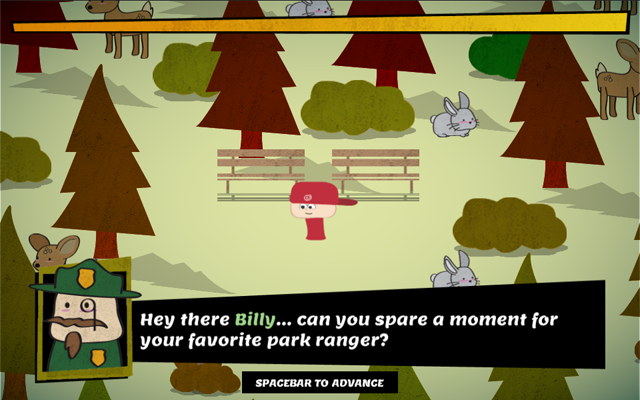 Hey there Billy... can you spare a moment for
your favorite park ranger?
SPACEBAR TO ADVANCE